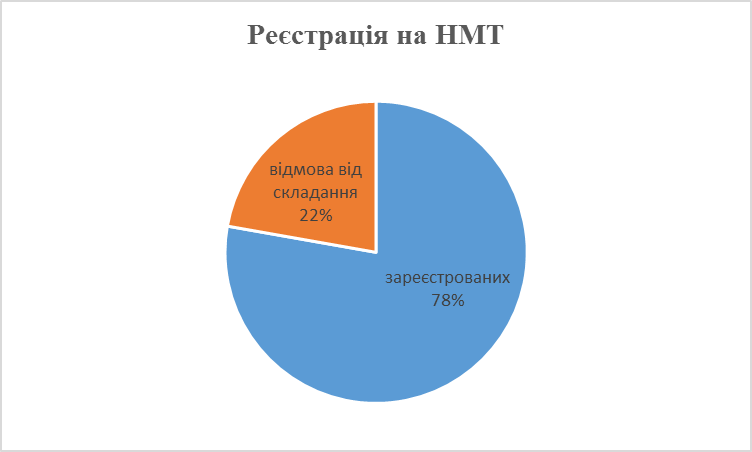 Реєстрація на НМТ
відмова від
складання
22%
зареєстрованих
78%